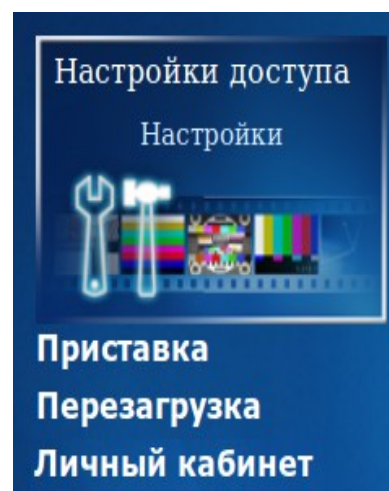 Настройки доступа
Настройки
Приставка
Перезагрузка
Личный кабинет